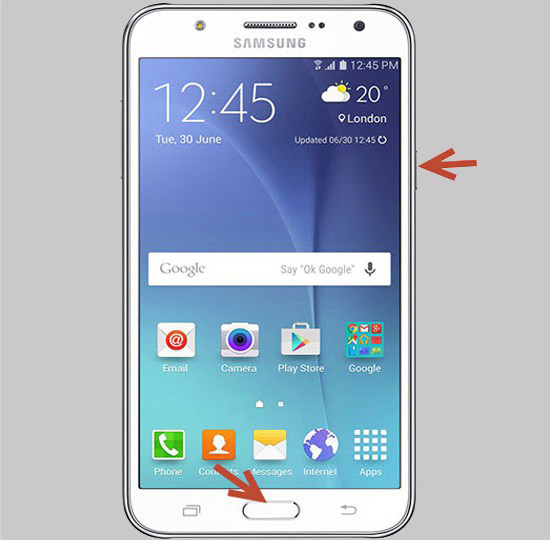 SAMSUNG
12:45 PM
12:45
20°
London
Tue, 30 June
Updated 06/30 12:45
Google
Say "Ok Google"
Email
Camera
Play Store
Google
Phone
Contacts
Messages
Internet
Apps